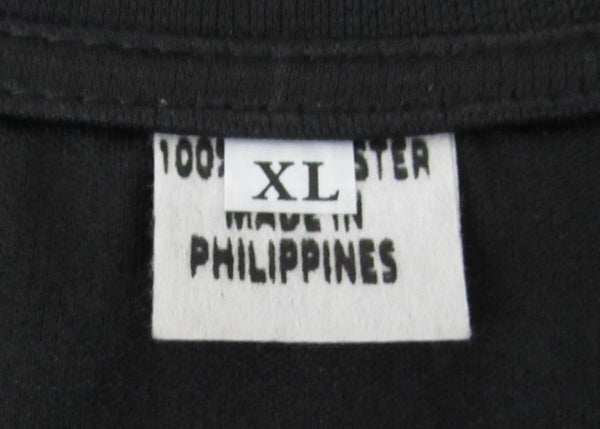 100% STER
XL
MADE IN
PHILIPPINES